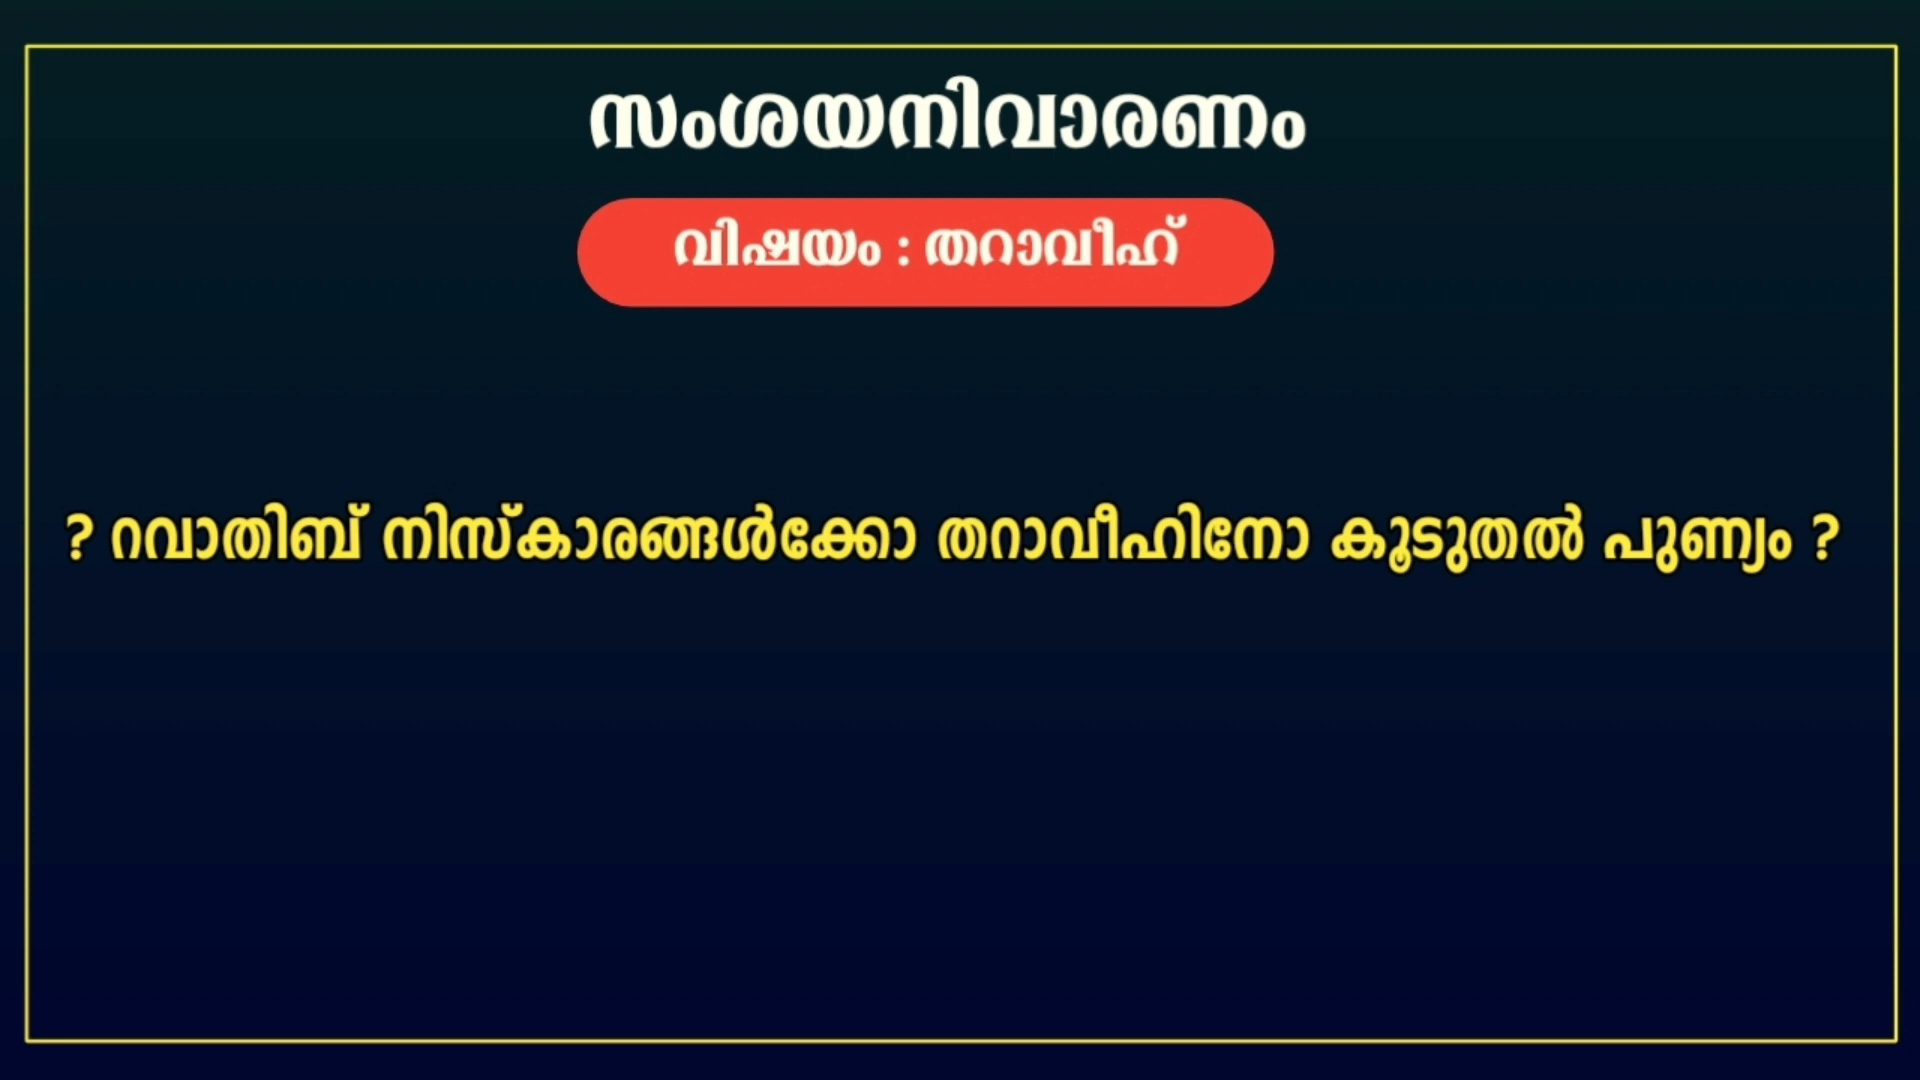 സംശയനിവാരണം
വിഷയം : തറാവീഹ്
? റവാതിബ് നിസ്കാരങ്ങൾക്കോ തറാവീഹിനോ കൂടുതൽ പുണ്യം ?